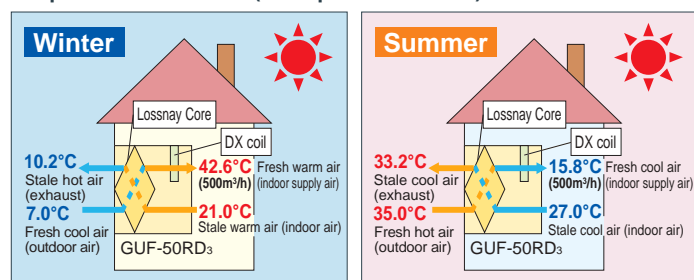 Winter
Lossnay Core
DX coil
10.2°C
Stale hot air
(exhaust)
7.0°C
Fresh cool air
(outdoor air)
42.6°C Fresh warm air
(500m³/h) (indoor supply air)
21.0°C
Stale warm air (indoor air)
GUF-50RD₃
Summer
Lossnay Core
DX coil
33.2°C
Stale cool air
(exhaust)
35.0°C
Fresh hot air
(outdoor air)
15.8°C Fresh cool air
(500m³/h) (indoor supply air)
27.0°C
Stale cool air (indoor air)
GUF-50RD₃